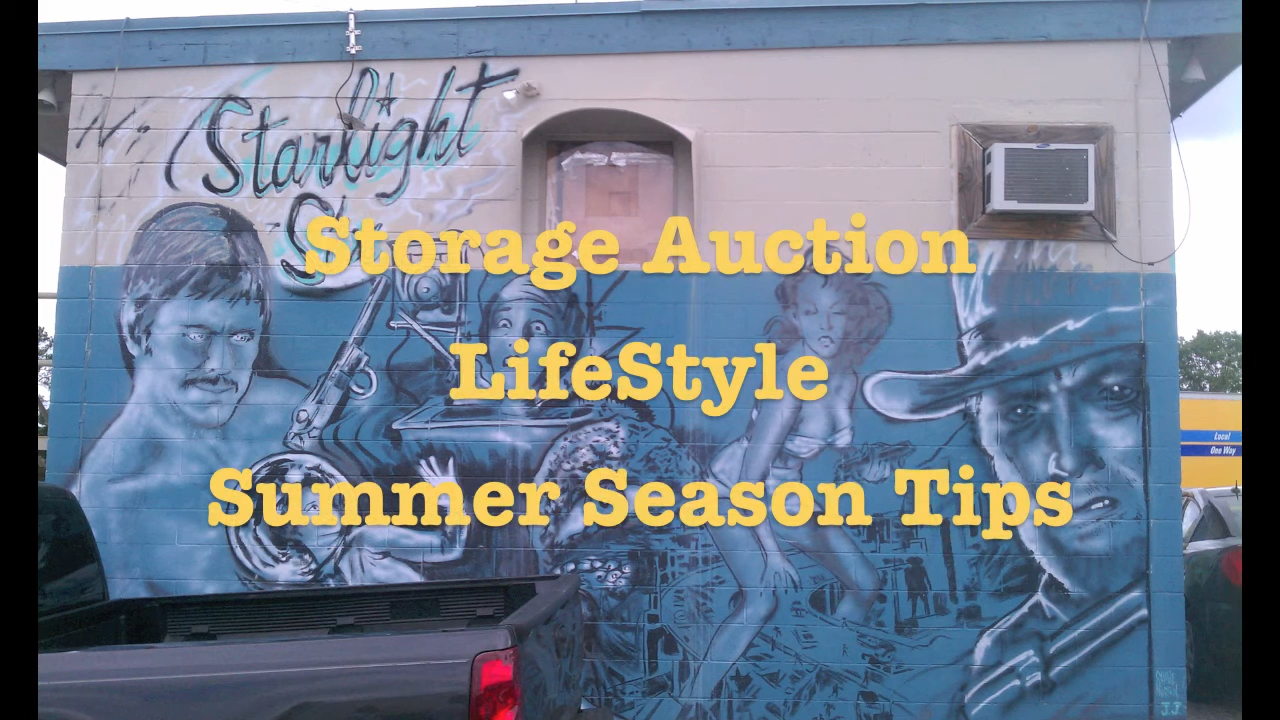 Starlight
Storage Auction
LifeStyle
Summer Season Tips
Local
One Way
J.J